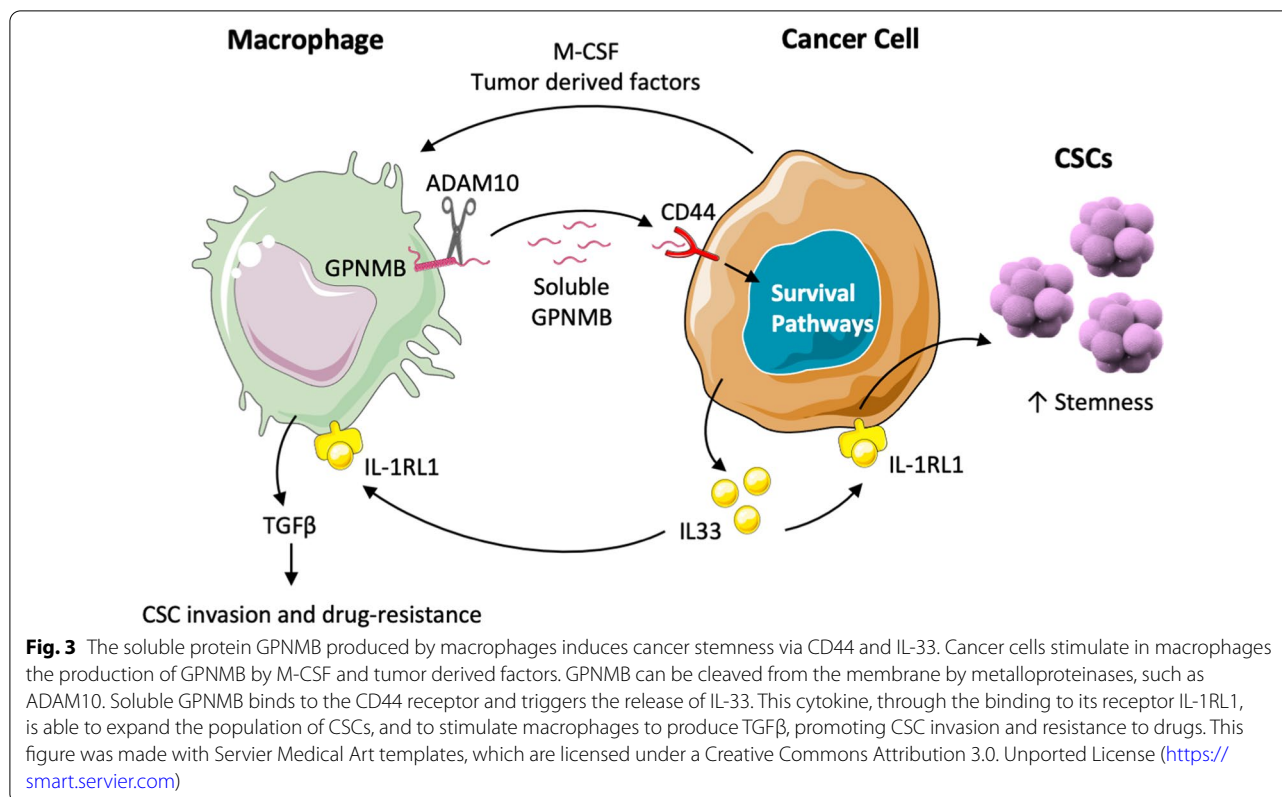 Macrophage
Cancer Cell
M-CSF
Tumor derived factors
CSCs
ADAM10
CD44
GPNMB
Soluble
GPNMB
Survival
Pathways
↑ Stemness
IL-1RL1
IL-1RL1
TGFβ
IL33
CSC invasion and drug-resistance
Fig. 3 The soluble protein GPNMB produced by macrophages induces cancer stemness via CD44 and IL-33. Cancer cells stimulate in macrophages
the production of GPNMB by M-CSF and tumor derived factors. GPNMB can be cleaved from the membrane by metalloproteinases, such as
ADAM10. Soluble GPNMB binds to the CD44 receptor and triggers the release of IL-33. This cytokine, through the binding to its receptor IL-1RL1,
is able to expand the population of CSCs, and to stimulate macrophages to produce TGFβ, promoting CSC invasion and resistance to drugs. This
figure was made with Servier Medical Art templates, which are licensed under a Creative Commons Attribution 3.0. Unported License (https://
smart.servier.com)